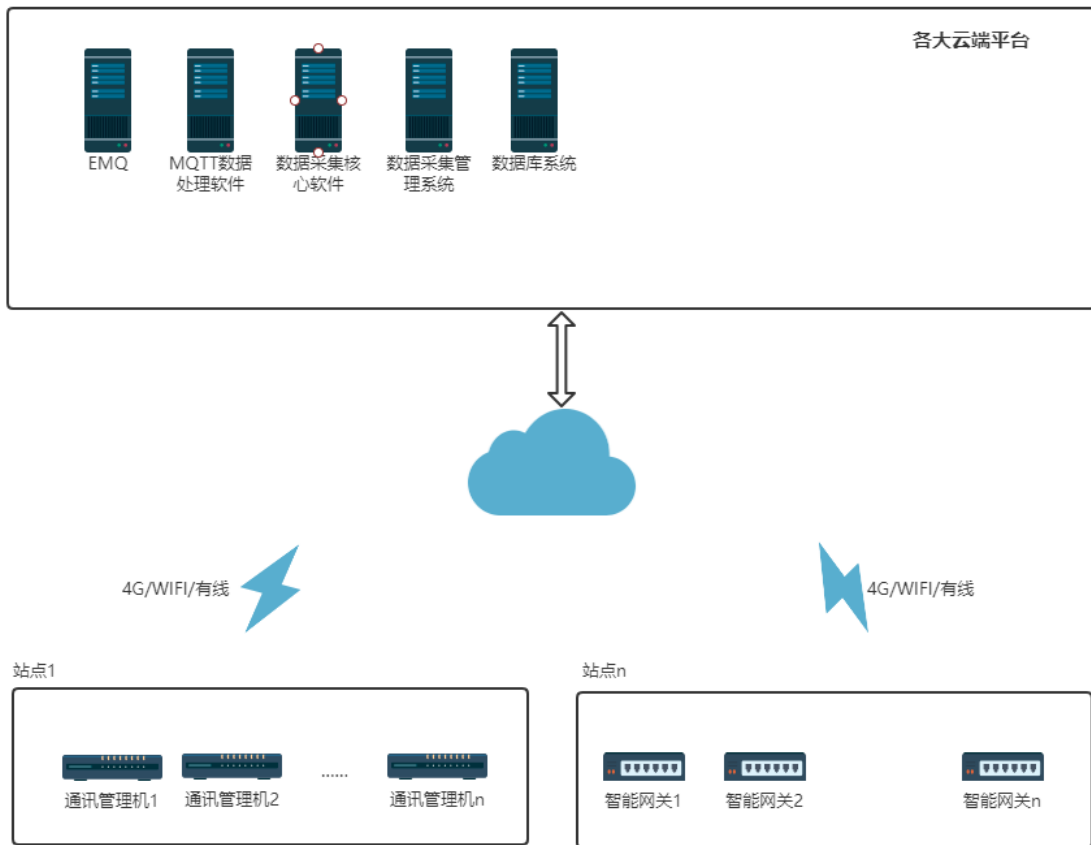 各大云端平台
EMQ
MQTT数据
处理软件
数据采集核
心软件
数据采集管
理系统
数据库系统
4G/WIFI/有线
4G/WIFI/有线
站点1
站点n
通讯管理机1
通讯管理机2
......
通讯管理机n
智能网关1
智能网关2
智能网关n